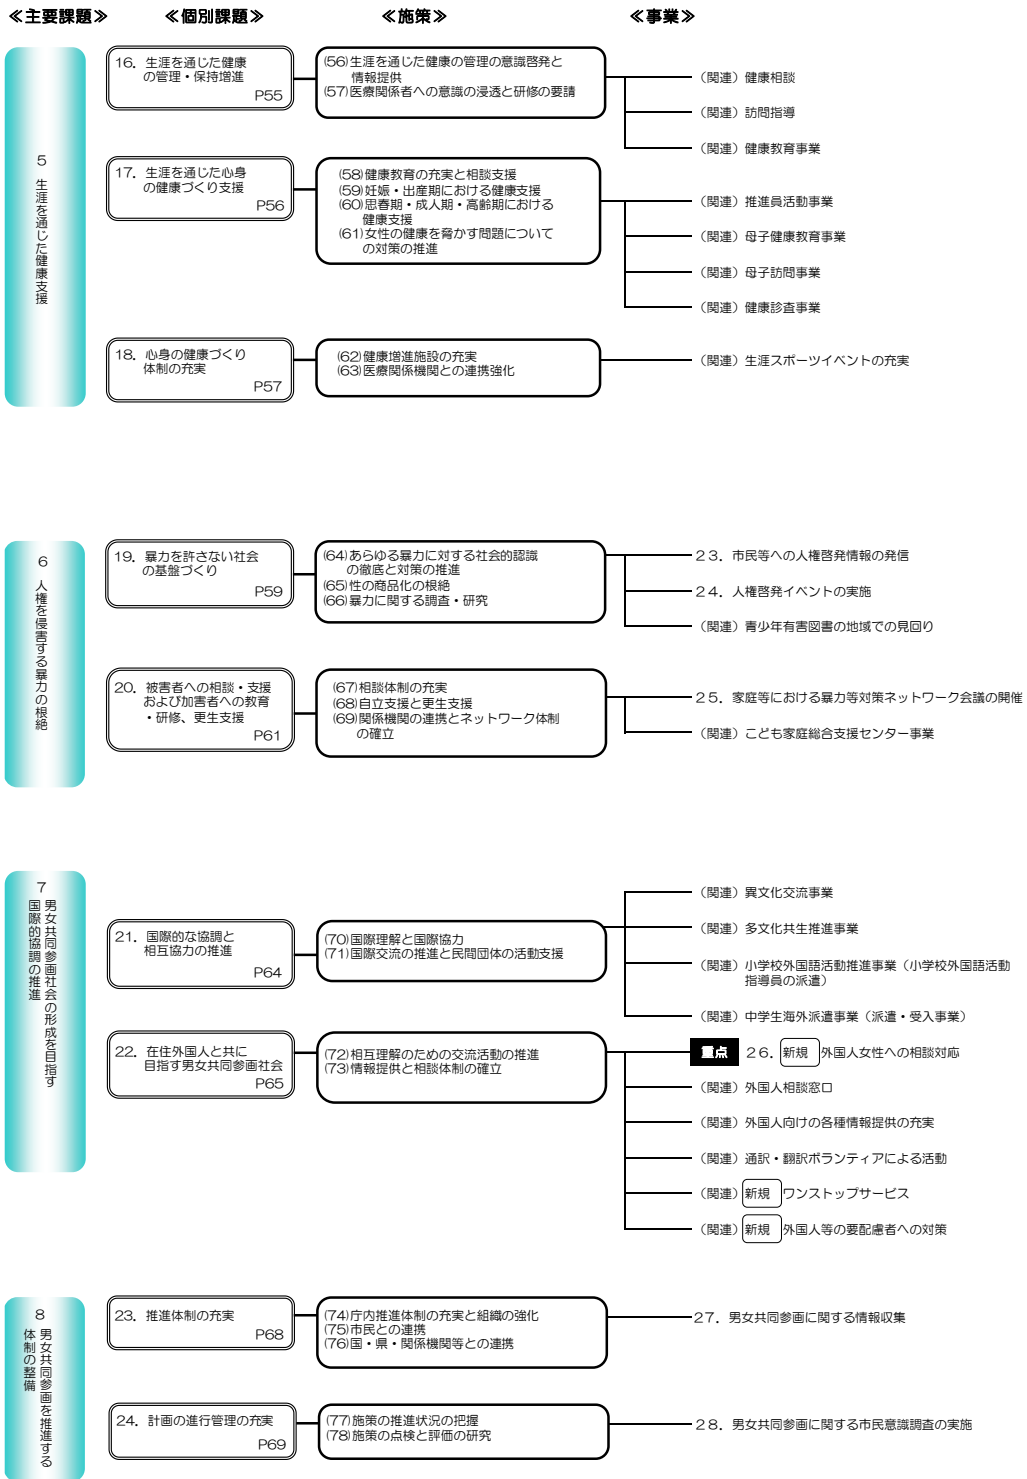 ≪主要課題≫ ≪個別課題≫ ≪施策≫ ≪事業≫
5 生涯を通じた健康支援
16. 生涯を通じた健康
の管理・保持増進
P55
(56)生涯を通じた健康の管理の意識啓発と
情報提供
(57)医療関係者への意識の浸透と研修の要請
(関連) 健康相談
(関連) 訪問指導
(関連) 健康教育事業
17. 生涯を通じた心身
の健康づくり支援
P56
(58)健康教育の充実と相談支援
(59)妊娠・出産期における健康支援
(60)思春期・成人期・高齢期における
健康支援
(61)女性の健康を脅かす問題について
の対策の推進
(関連) 推進員活動事業
(関連) 母子健康教育事業
(関連) 母子訪問事業
(関連) 健康診査事業
18. 心身の健康づくり
体制の充実
P57
(62)健康増進施設の充実
(63)医療関係機関との連携強化
(関連) 生涯スポーツイベントの充実
6 人権を侵害する暴力の根絶
19. 暴力を許さない社会
の基盤づくり
P59
(64)あらゆる暴力に対する社会的認識
の徹底と対策の推進
(65)性の商品化の根絶
(66)暴力に関する調査・研究
23. 市民等への人権啓発情報の発信
24. 人権啓発イベントの実施
(関連) 青少年有害図書の地域での見回り
20. 被害者への相談・支援
および加害者への教育
・研修、更生支援
P61
(67)相談体制の充実
(68)自立支援と更生支援
(69)関係機関の連携とネットワーク体制
の確立
25. 家庭等における暴力等対策ネットワーク会議の開催
(関連) こども家庭総合支援センター事業
7 男女共同参画社会の形成を目指す
国際的協調の推進
21. 国際的な協調と
相互協力の推進
P64
(70)国際理解と国際協力
(71)国際交流の推進と民間団体の活動支援
(関連) 異文化交流事業
(関連) 多文化共生推進事業
(関連) 小学校外国語活動推進事業(小学校外国語活動
指導員の派遣)
(関連) 中学生海外派遣事業(派遣・受入事業)
22. 在住外国人と共に
目指す男女共同参画社会
P65
(72)相互理解のための交流活動の推進
(73)情報提供と相談体制の確立
重点 26. 新規 外国人女性への相談対応
(関連) 外国人相談窓口
(関連) 外国人向けの各種情報提供の充実
(関連) 通訳・翻訳ボランティアによる活動
(関連) 新規 ワンストップサービス
(関連) 新規 外国人等の要配慮者への対策
8 男女共同参画を推進する
体制の整備
23. 推進体制の充実
P68
(74)庁内推進体制の充実と組織の強化
(75)市民との連携
(76)国・県・関係機関等との連携
27. 男女共同参画に関する情報収集
24. 計画の進行管理の充実
P69
(77)施策の推進状況の把握
(78)施策の点検と評価の研究
28. 男女共同参画に関する市民意識調査の実施